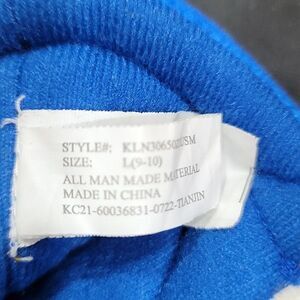 STYLE#:
SIZE: L(9-10)
ALL MAN MADE MATERIAL
MADE IN CHINA
KC21-60036831-0722-TIANJIN